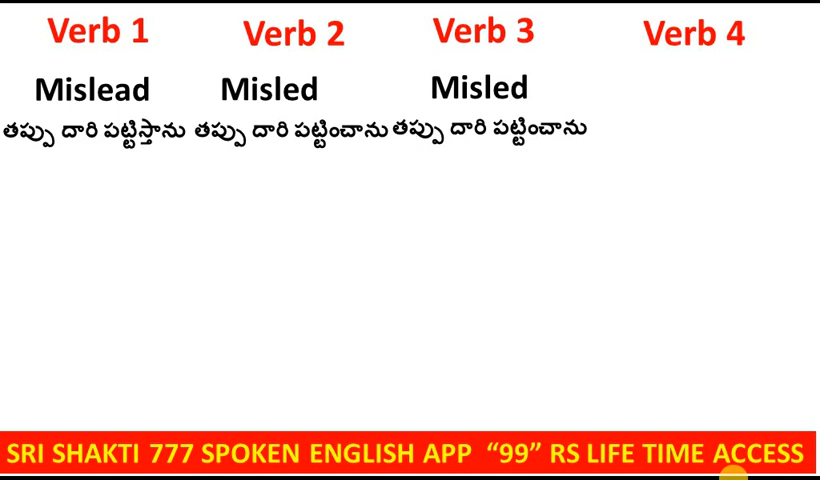 Verb 1 Verb 2 Verb 3 Verb 4
Mislead Misled Misled
తప్పు దారి పట్టిస్తాను తప్పు దారి పట్టించాను తప్పు దారి పట్టించాను
SRI SHAKTI 777 SPOKEN ENGLISH APP “99” RS LIFE TIME ACCESS